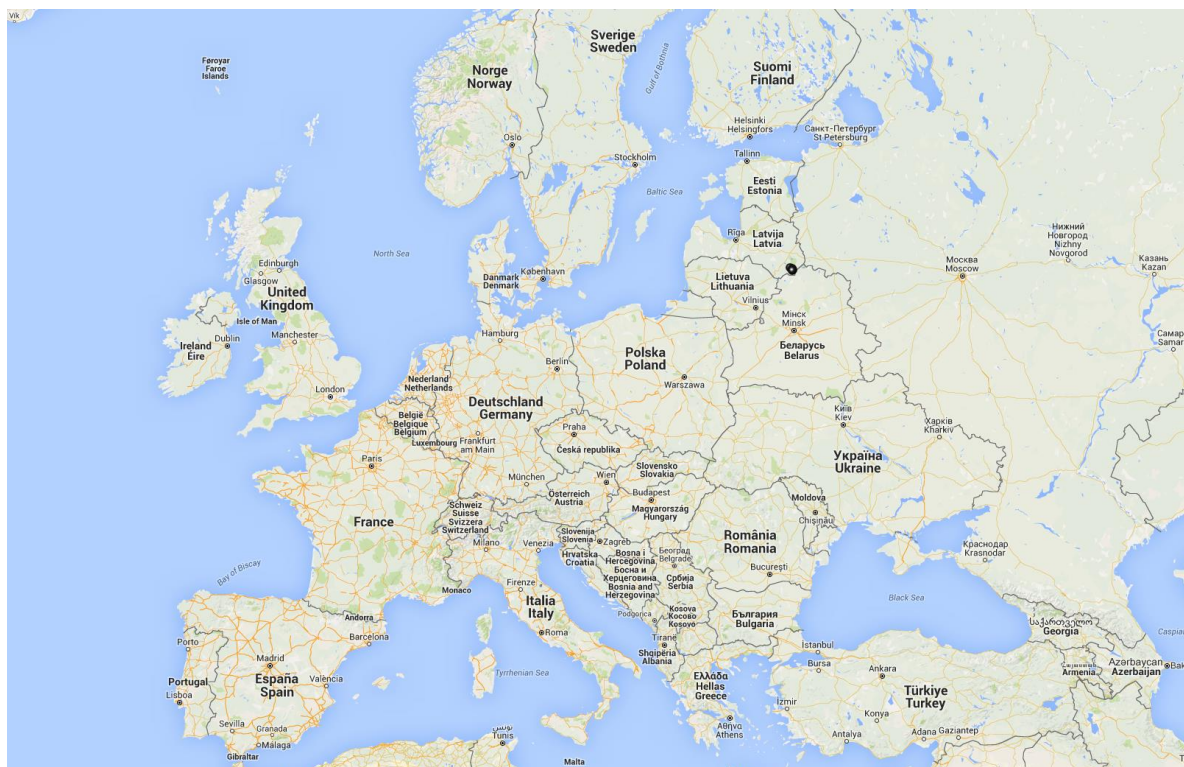 Vik
Føroyar
Faroe
Islands
Sverige
Sweden
Norge
Norway
Gulf of Bothnia
Suomi
Finland
Helsinki
Helsingfors
Санкт-Петербург
St Petersburg
Oslo
Stockholm
Tallinn
Eesti
Estonia
Baltic Sea
Rīga
Latvija
Latvia
Нижний
Новгород
Nizhny
Novgorod
Москва
Moscow
Казань
Kazan
North Sea
Edinburgh
Glasgow
United
Kingdom
Danmark
Denmark
København
Lietuva
Lithuania
Vilnius
Мінск
Minsk
Беларусь
Belarus
Isle of Man
Ireland
Éire
Dublin
Manchester
Hamburg
Самар
Samar
Berlin
Polska
Poland
Warszawa
London
Nederland
Netherlands
Deutschland
Germany
België
Belgique
Belgium
Luxembourg
Frankfurt
am Main
Praha
Česká republika
Київ
Kiev
Харків
Kharkiv
Україна
Ukraine
Paris
München
Wien
Slovensko
Slovakia
Österreich
Austria
Budapest
Magyarország
Hungary
Moldova
Chișinău
France
Schweiz
Suisse
Svizzera
Switzerland
Milano
Venezia
Slovenija
Slovenia
Zagreb
Hrvatska
Croatia
Bosna i
Hercegovina
Босна и
Херцеговина
Bosnia and
Herzegovina
Београд
Belgrade
Србија
Serbia
România
Romania
București
Краснодар
Krasnodar
Bay of Biscay
Monaco
Firenze
Italia
Italy
Roma
Podgorica
Kosova
Косово
Kosovo
България
Bulgaria
Black Sea
Andorra
Barcelona
Porto
Madrid
España
Spain
València
Portugal
Lisboa
Sevilla
Granada
Málaga
Gibraltar
Tyrrhenian Sea
Tiranë
Shqipëria
Albania
Ελλάδα
Hellas
Greece
Αθήνα
Athens
Istanbul
Bursa
İzmir
Ankara
Türkiye
Turkey
Konya
Antalya
Adana
Gaziantep
საქართველო
Georgia
Armenia
Azərbaycan
Azerbaijan
Bak
Caspian
تونس
Tunis
Malta